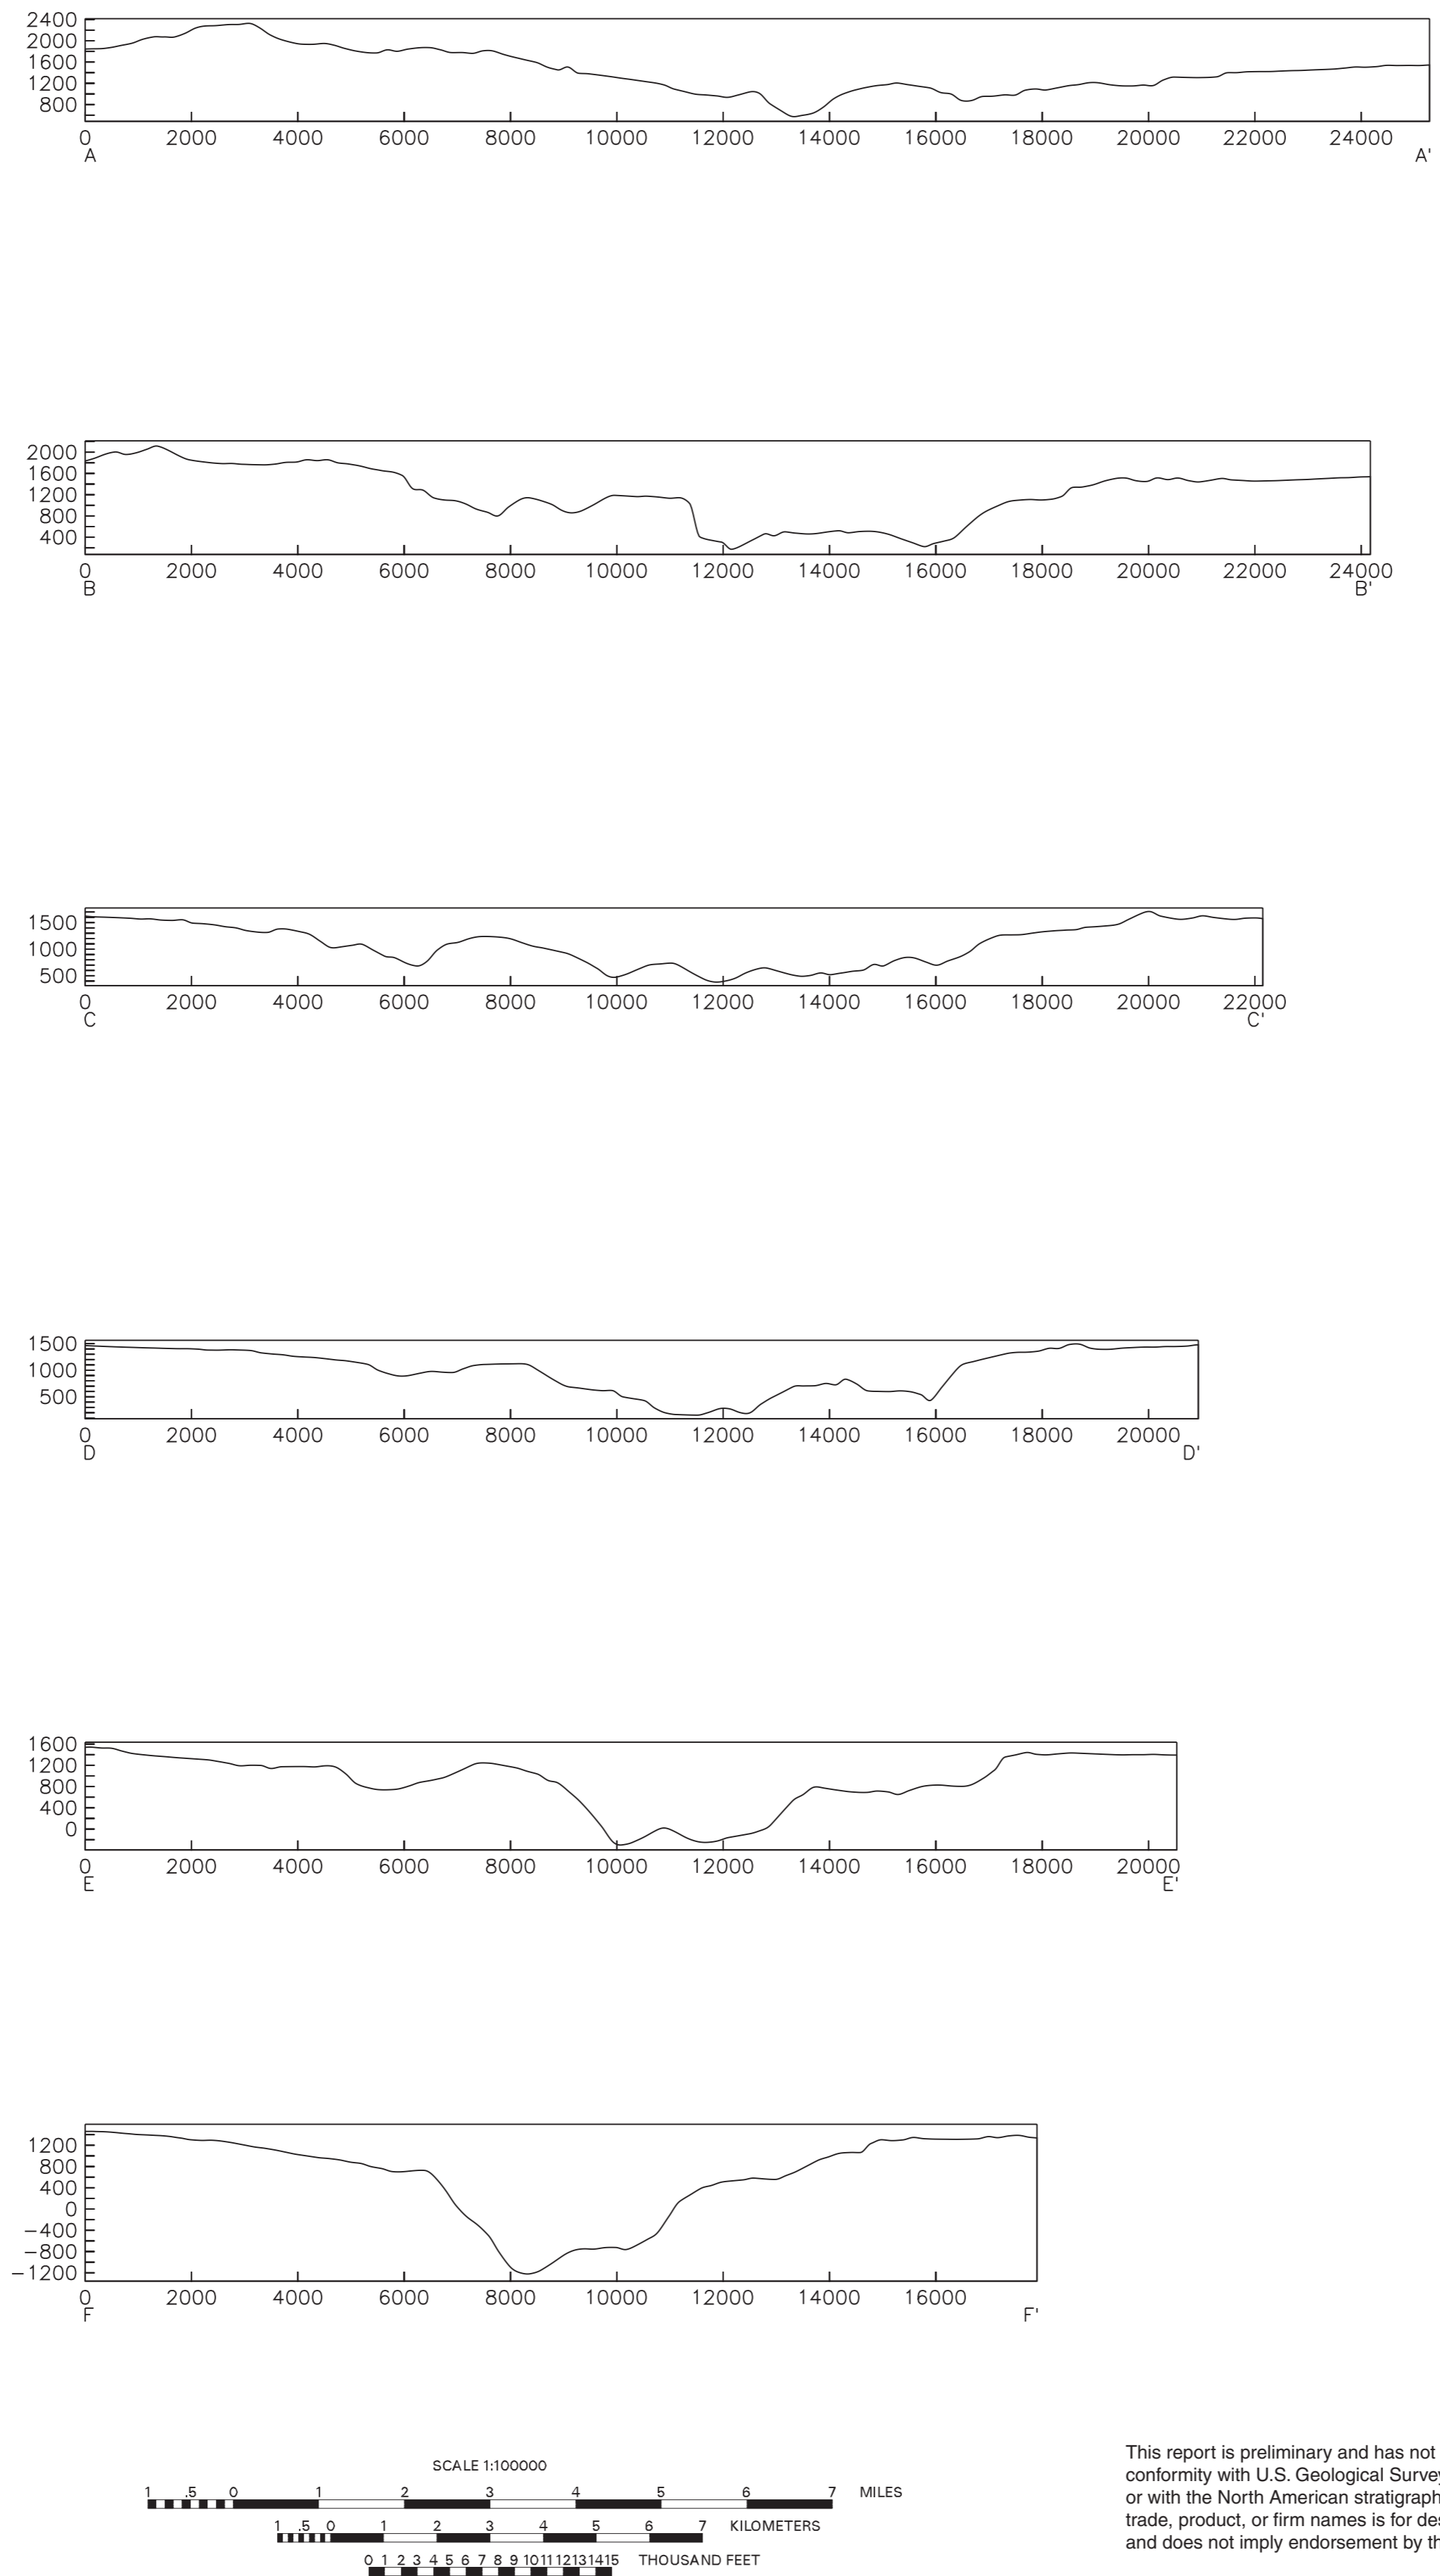 2400
2000
1600
1200
800
0 2000 4000 6000 8000 10000 12000 14000 16000 18000 20000 22000 24000
A A'
2000
1600
1200
800
400
0 2000 4000 6000 8000 10000 12000 14000 16000 18000 20000 22000 24000
B B'
1500
1000
500
0 2000 4000 6000 8000 10000 12000 14000 16000 18000 20000 22000
C C'
1500
1000
500
0 2000 4000 6000 8000 10000 12000 14000 16000 18000 20000
D D'
1600
1200
800
400
0
0 2000 4000 6000 8000 10000 12000 14000 16000 18000 20000
E E'
1200
800
400
0
−400
−800
−1200
0 2000 4000 6000 8000 10000 12000 14000 16000
F F'
SCALE 1:100000
1 .5 0 1 2 3 4 5 6 7 MILES
1 .5 0 1 2 3 4 5 6 7 KILOMETERS
0 1 2 3 4 5 6 7 8 9 10 11 12 13 14 15 THOUSAND FEET
This report is preliminary and has not
conformity with U.S. Geological Survey
or with the North American stratigraph
trade, product, or firm names is for des
and does not imply endorsement by th